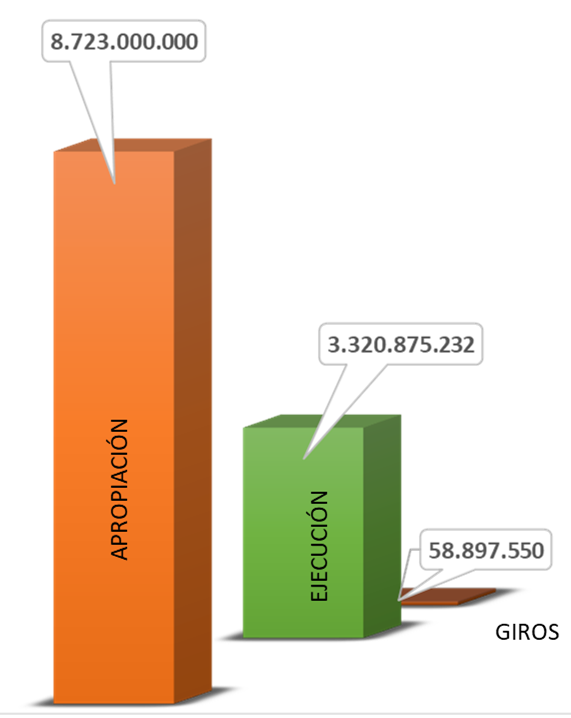 8.723.000.000
APROPIACIÓN
3.320.875.232
EJECUCIÓN
58.897.550
GIROS